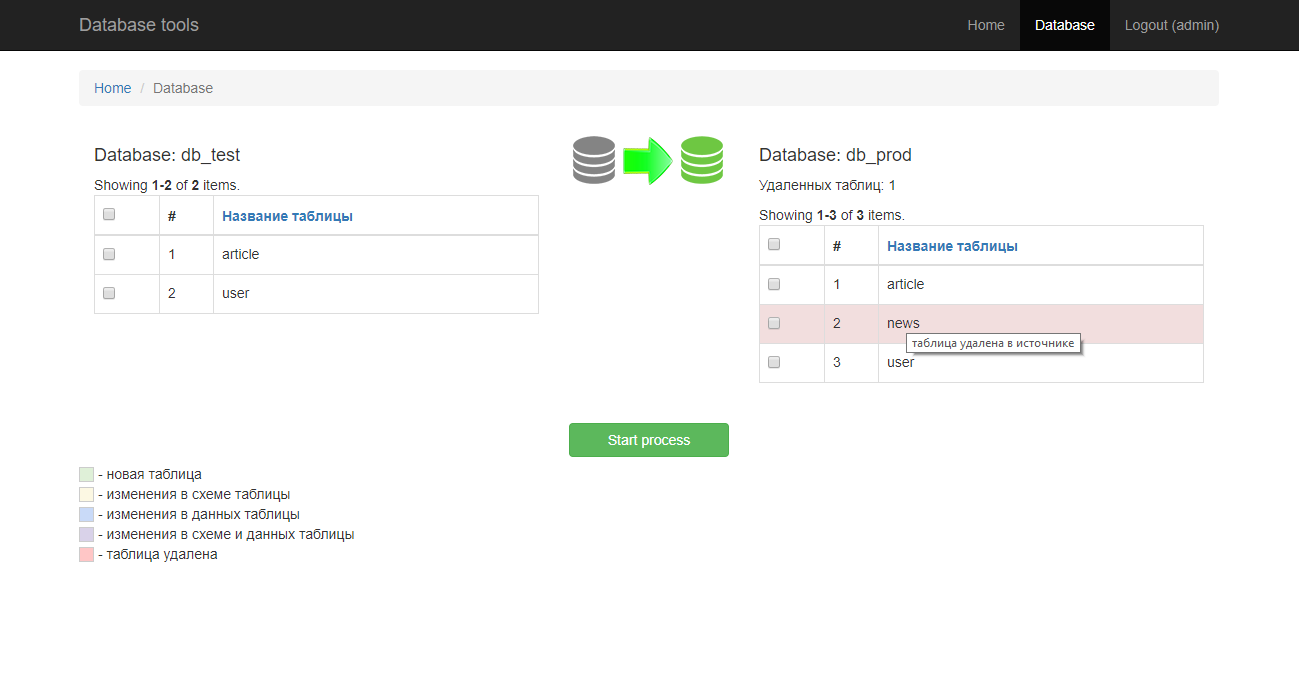 Database tools
Home
Database
Logout (admin)
Home / Database
Database: db_test
Showing 1-2 of 2 items.
# Название таблицы
1 article
2 user
Database: db_prod
Удаленных таблиц: 1
Showing 1-3 of 3 items.
# Название таблицы
1 article
2 news
таблица удалена в источнике
3 user
Start process
- новая таблица
- изменения в схеме таблицы
- изменения в данных таблицы
- изменения в схеме и данных таблицы
- таблица удалена